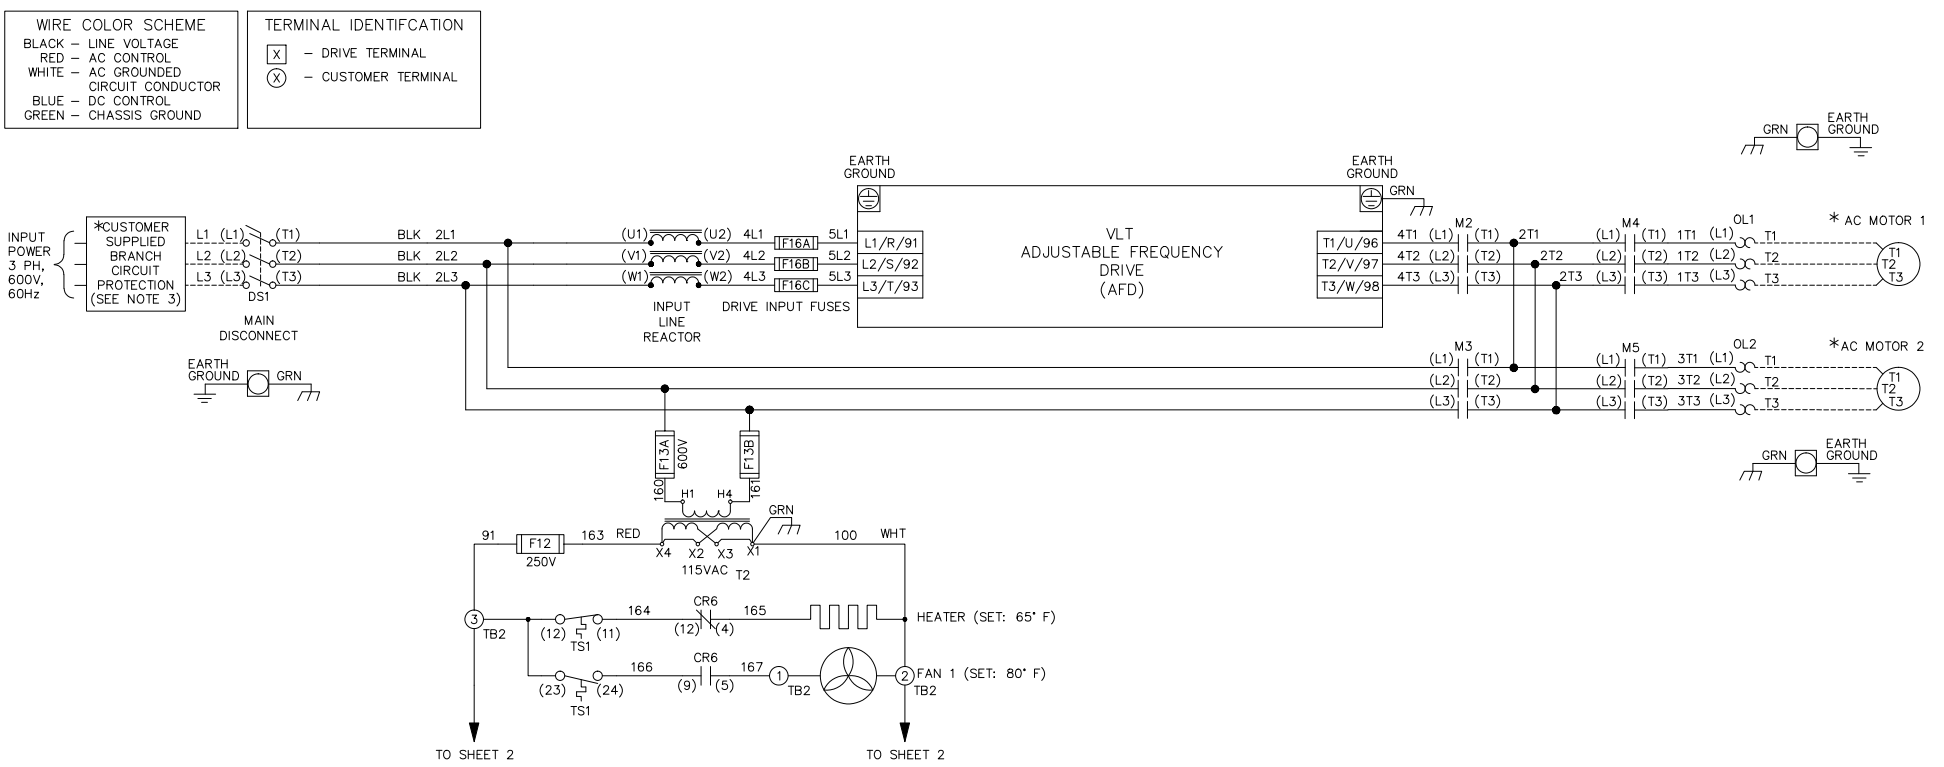 WIRE COLOR SCHEME
BLACK – LINE VOLTAGE
RED – AC CONTROL
WHITE – AC GROUNDED
CIRCUIT CONDUCTOR
BLUE – DC CONTROL
GREEN – CHASSIS GROUND
TERMINAL IDENTIFCATION
X – DRIVE TERMINAL
X – CUSTOMER TERMINAL
INPUT
POWER
3 PH,
600V,
60Hz
*CUSTOMER
SUPPLIED
BRANCH
CIRCUIT
PROTECTION
(SEE NOTE 3)
L1 (L1) (T1) BLK 2L1 (U1) (U2) 4L1 F16A 5L1 L1/R/91
L2 (L2) (T2) BLK 2L2 (V1) (V2) 4L2 F16B 5L2 L2/S/92
L3 (L3) (T3) BLK 2L3 (W1) (W2) 4L3 F16C 5L3 L3/T/93
DS1
MAIN
DISCONNECT
INPUT
LINE
REACTOR
DRIVE INPUT FUSES
EARTH
GROUND
GRN
EARTH
GROUND
VLT
ADJUSTABLE FREQUENCY
DRIVE
(AFD)
EARTH
GROUND
GRN
M2 M4 OL1
* AC MOTOR 1
T1/U/96 4T1 (L1) (T1) 2T1 (L1) (T1) 1T1 (L1) T1
T2/V/97 4T2 (L2) (T2) 2T2 (L2) (T2) 1T2 (L2) T2
T3/W/98 4T3 (L3) (T3) 2T3 (L3) (T3) 1T3 (L3) T3
T1
T2
T3
GRN
EARTH
GROUND
M3 M5 OL2
*AC MOTOR 2
(L1) (T1) (L1) (T1) 3T1 (L1) T1
(L2) (T2) (L2) (T2) 3T2 (L2) T2
(L3) (T3) (L3) (T3) 3T3 (L3) T3
T1
T2
T3
GRN
EARTH
GROUND
F13A
600V
F13B
160
161
H1 H4
GRN
91 F12 163 RED
250V
X4 X2 X3 X1
100 WHT
115VAC T2
3
TB2
(12) (11)
TS1
164
CR6
(12) (4)
165
HEATER (SET: 65° F)
(23) (24)
TS1
166
CR6
(9) (5)
167
1
TB2
2
TB2
FAN 1 (SET: 80° F)
TO SHEET 2
TO SHEET 2